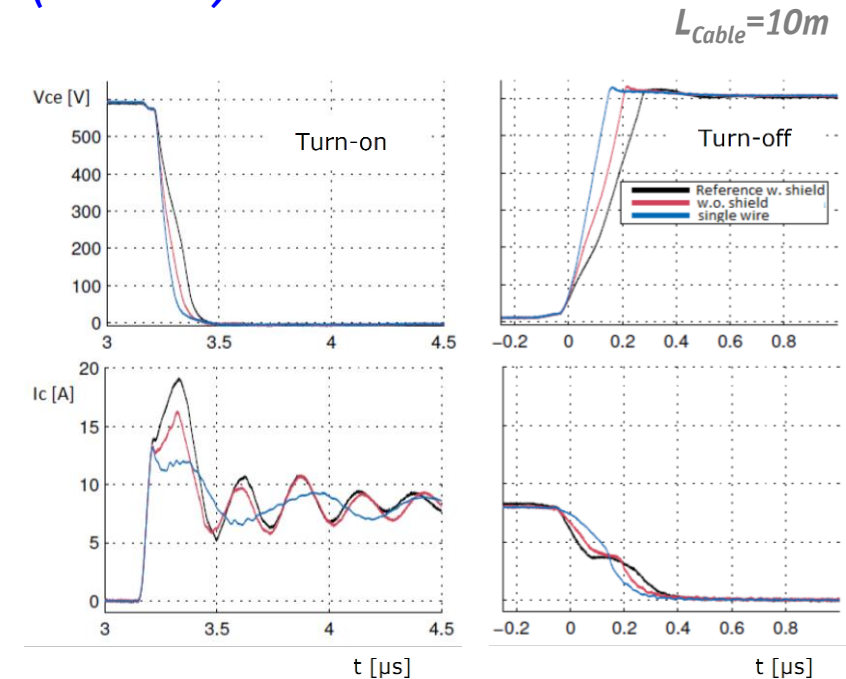 L_Cable=10m
Vce [V]
Turn-on
500
400
300
200
100
0
3 3.5 4 4.5
Turn-off
Reference w. shield
w.o. shield
single wire
−0.2 0 0.2 0.4 0.6 0.8
Ic [A]
20
15
10
5
0
3 3.5 4 4.5
t [µs]
−0.2 0 0.2 0.4 0.6 0.8
t [µs]